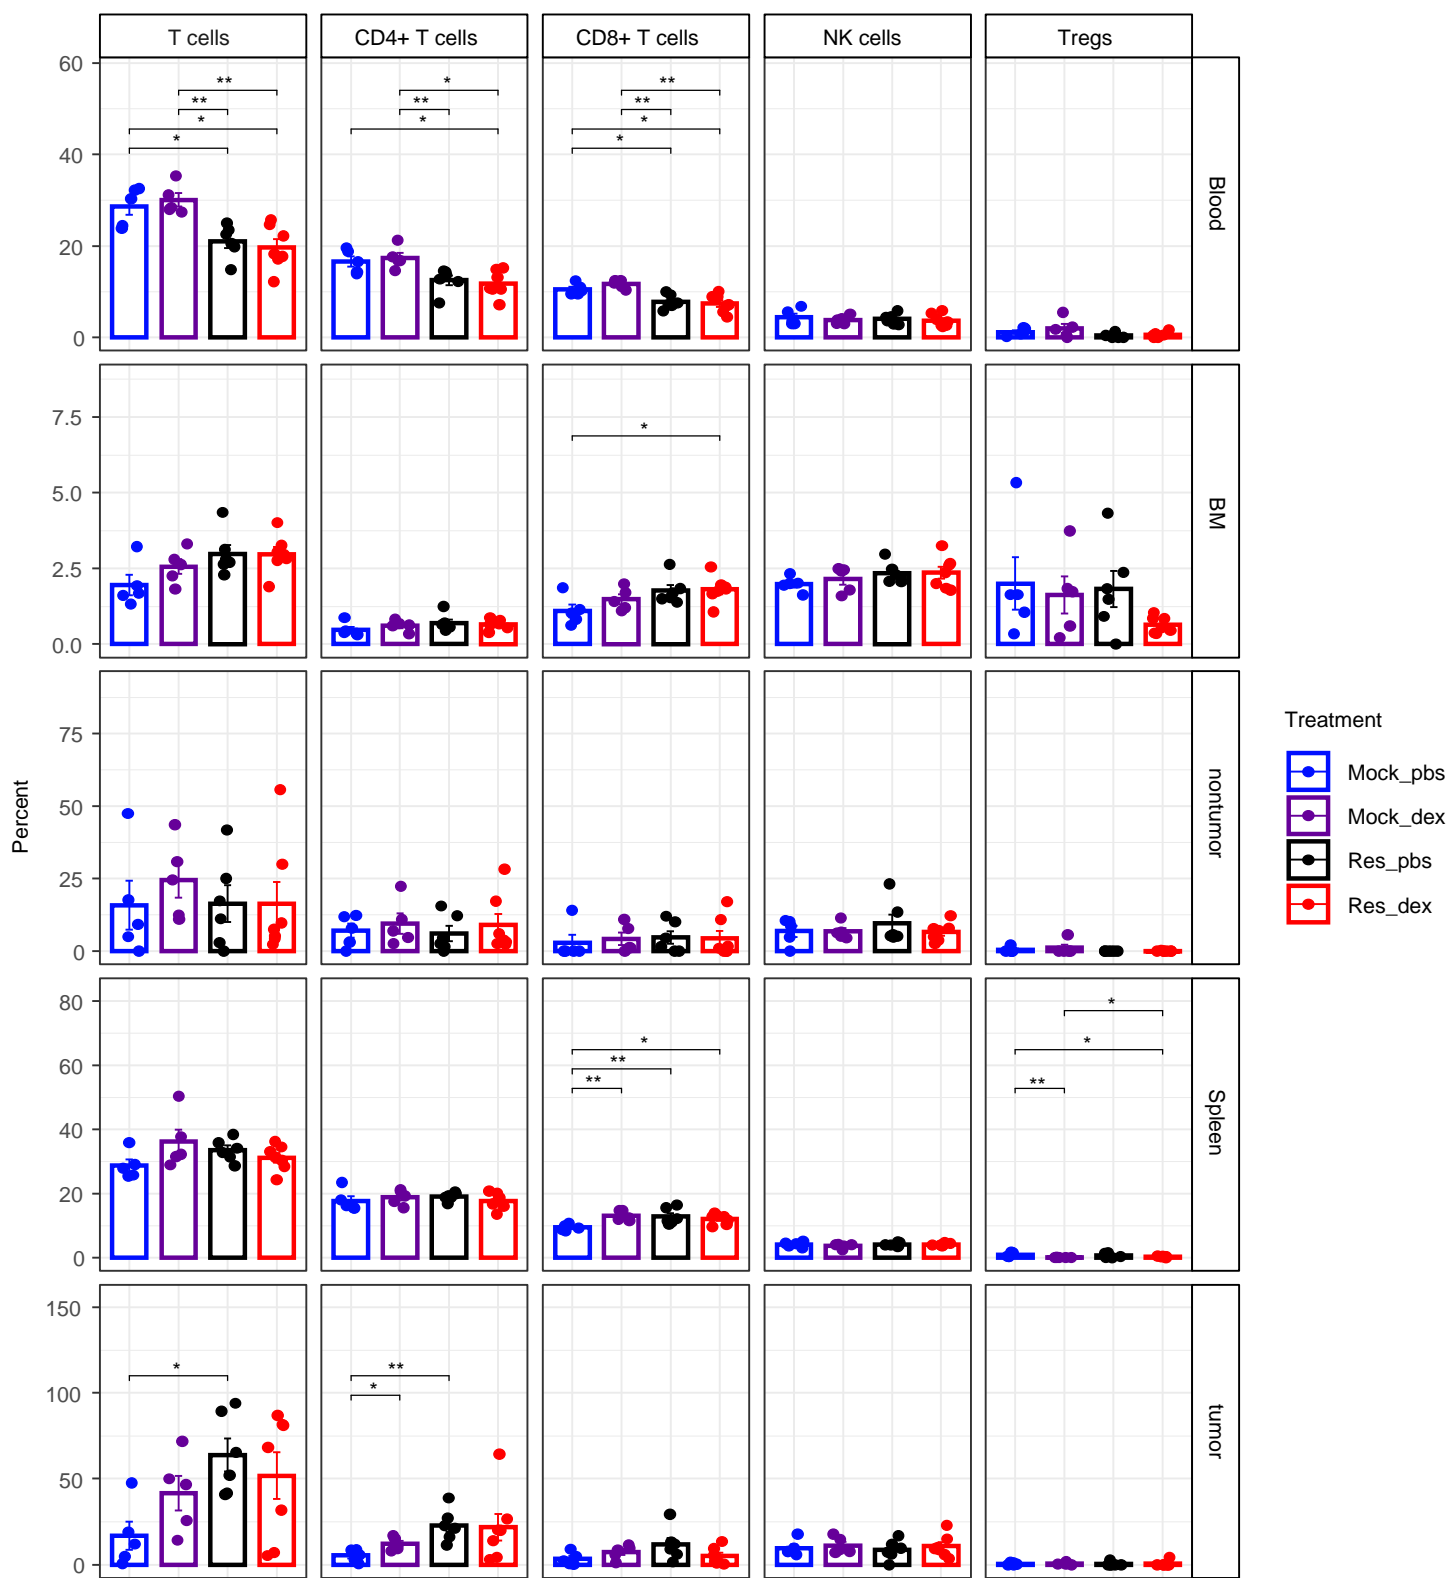 T cells
CD4+ T cells
CD8+ T cells
NK cells
Tregs
60
40
20
0
** ** * *
* ** *
** ** * *
Blood
7.5
5.0
2.5
0.0
*
BM
75
50
25
0
nontumor
80
60
40
20
0
* ** **
* * **
Spleen
150
100
50
0
*
** *
tumor
Percent
Treatment
Mock_pbs
Mock_dex
Res_pbs
Res_dex